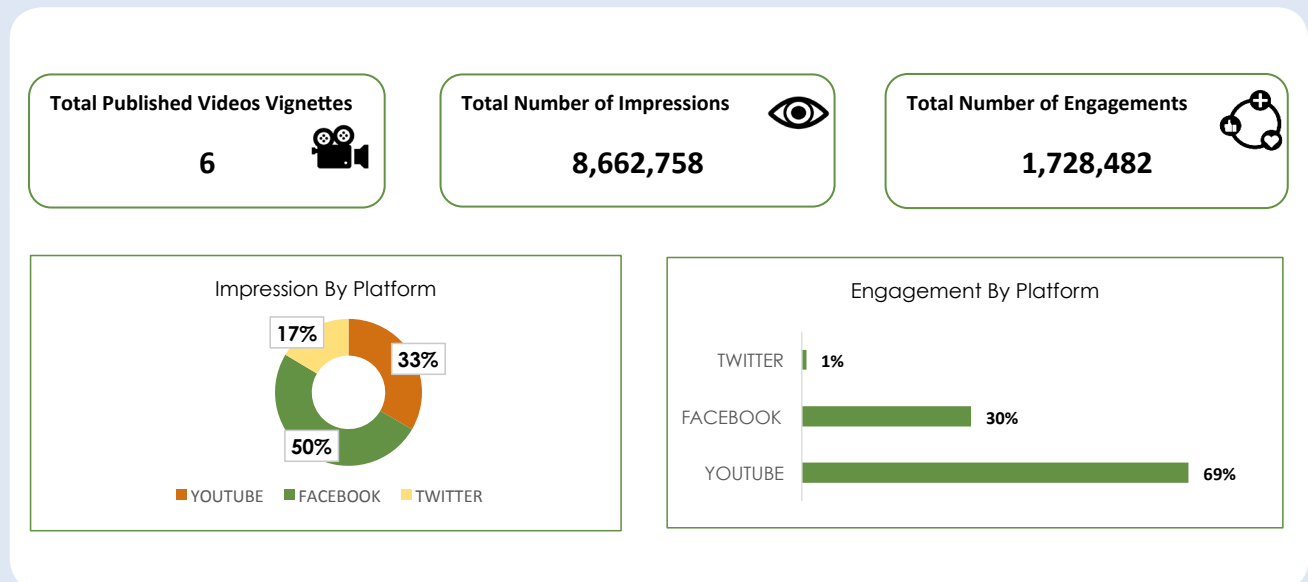 Total Published Videos Vignettes
6
Total Number of Impressions
8,662,758
Total Number of Engagements
1,728,482
Impression By Platform
17%
33%
50%
YOUTUBE FACEBOOK TWITTER
Engagement By Platform
TWITTER 1%
FACEBOOK 30%
YOUTUBE 69%